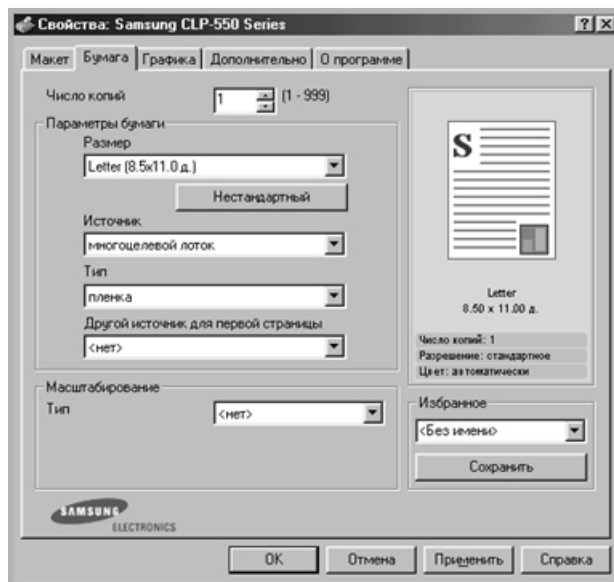 Свойства: Samsung CLP-550 Series
Макет Бумага Графика Дополнительно О программе
Число копий 1 (1 - 999)
Параметры бумаги
Размер
Letter (8.5x11.0 д.)
Нестандартный
Источник
многоцелевой лоток
Тип
пленка
Другой источник для первой страницы
<нет>
Масштабирование
Тип <нет>
S
Letter
8.50 x 11.00 д.
Число копий: 1
Разрешение: стандартное
Цвет: автоматически
Избранное
<Без имени>
Сохранить
SAMSUNG
ELECTRONICS
OK Отмена Применить Справка